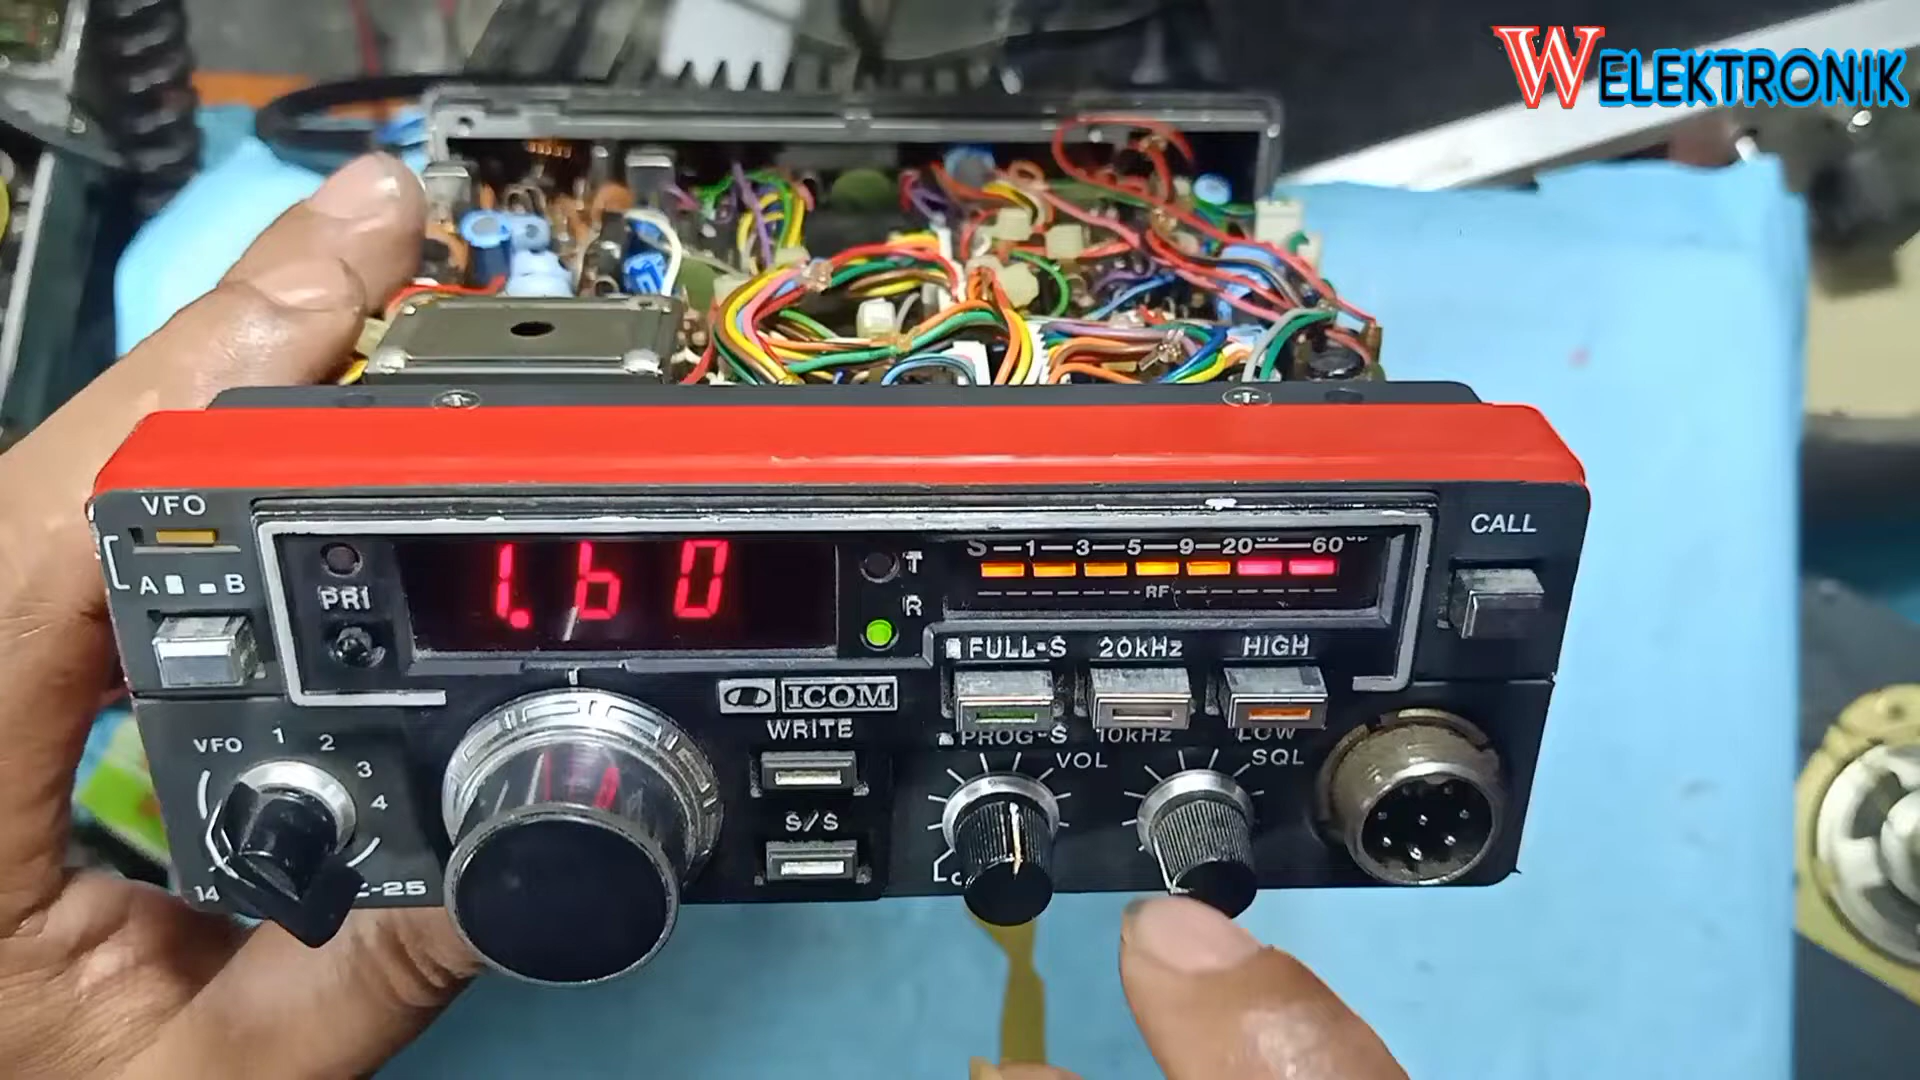 WELEKTRONIK
VFO
A B
PRI
1.60
T
R
S 1 3 5 9 20 60
RF
CALL
FULL-S 20kHz HIGH
PROG-S 10kHz LOW
ICOM
WRITE
S/S
VOL SQL
VFO 1 2 3 4
14
-25